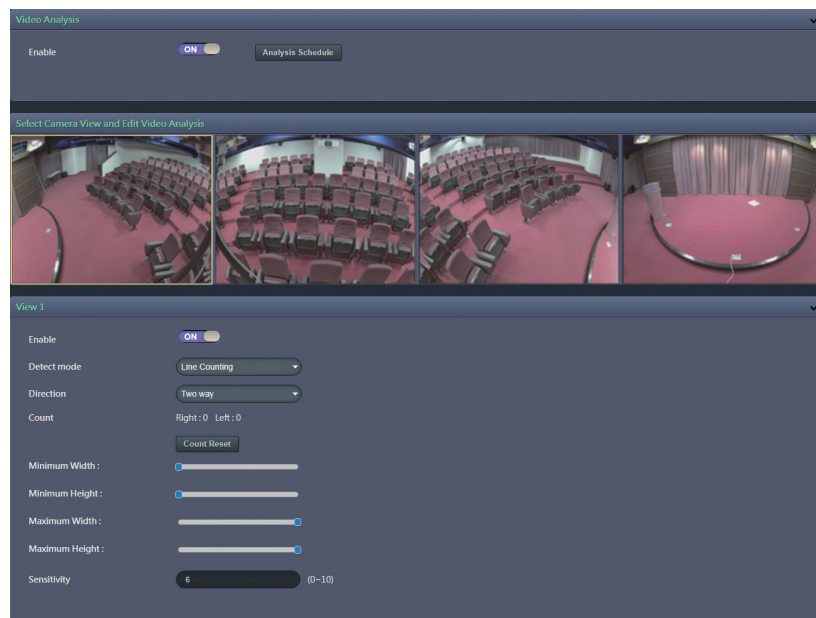 Video Analysis
Enable ON Analysis Schedule
Select Camera View and Edit Video Analysis
View 1
Enable ON
Detect mode Line Counting
Direction Two way
Count Right : 0 Left : 0
Count Reset
Minimum Width :
Minimum Height :
Maximum Width :
Maximum Height :
Sensitivity 6 (0~10)